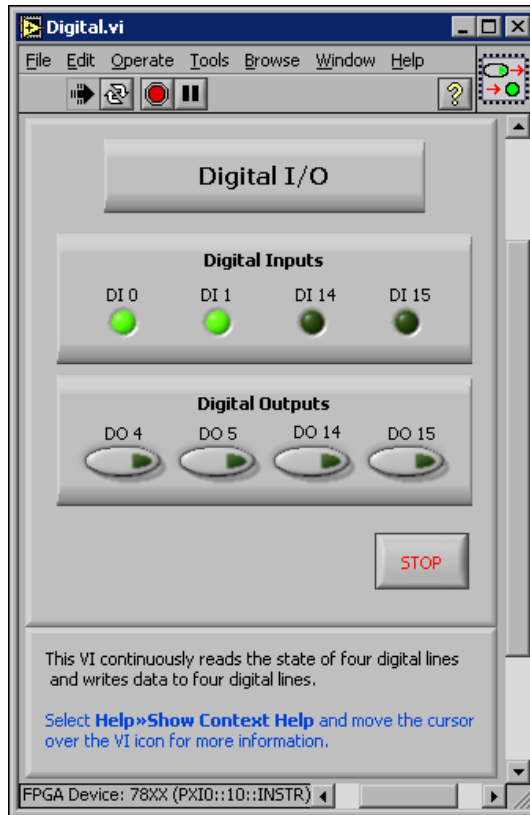 Digital.vi
File Edit Operate Tools Browse Window Help
?
Digital I/O
Digital Inputs
DI 0 DI 1 DI 14 DI 15
Digital Outputs
DO 4 DO 5 DO 14 DO 15
STOP
This VI continuously reads the state of four digital lines
and writes data to four digital lines.
Select Help»Show Context Help and move the cursor
over the VI icon for more information.
FPGA Device: 78XX (PXI0::10::INSTR)